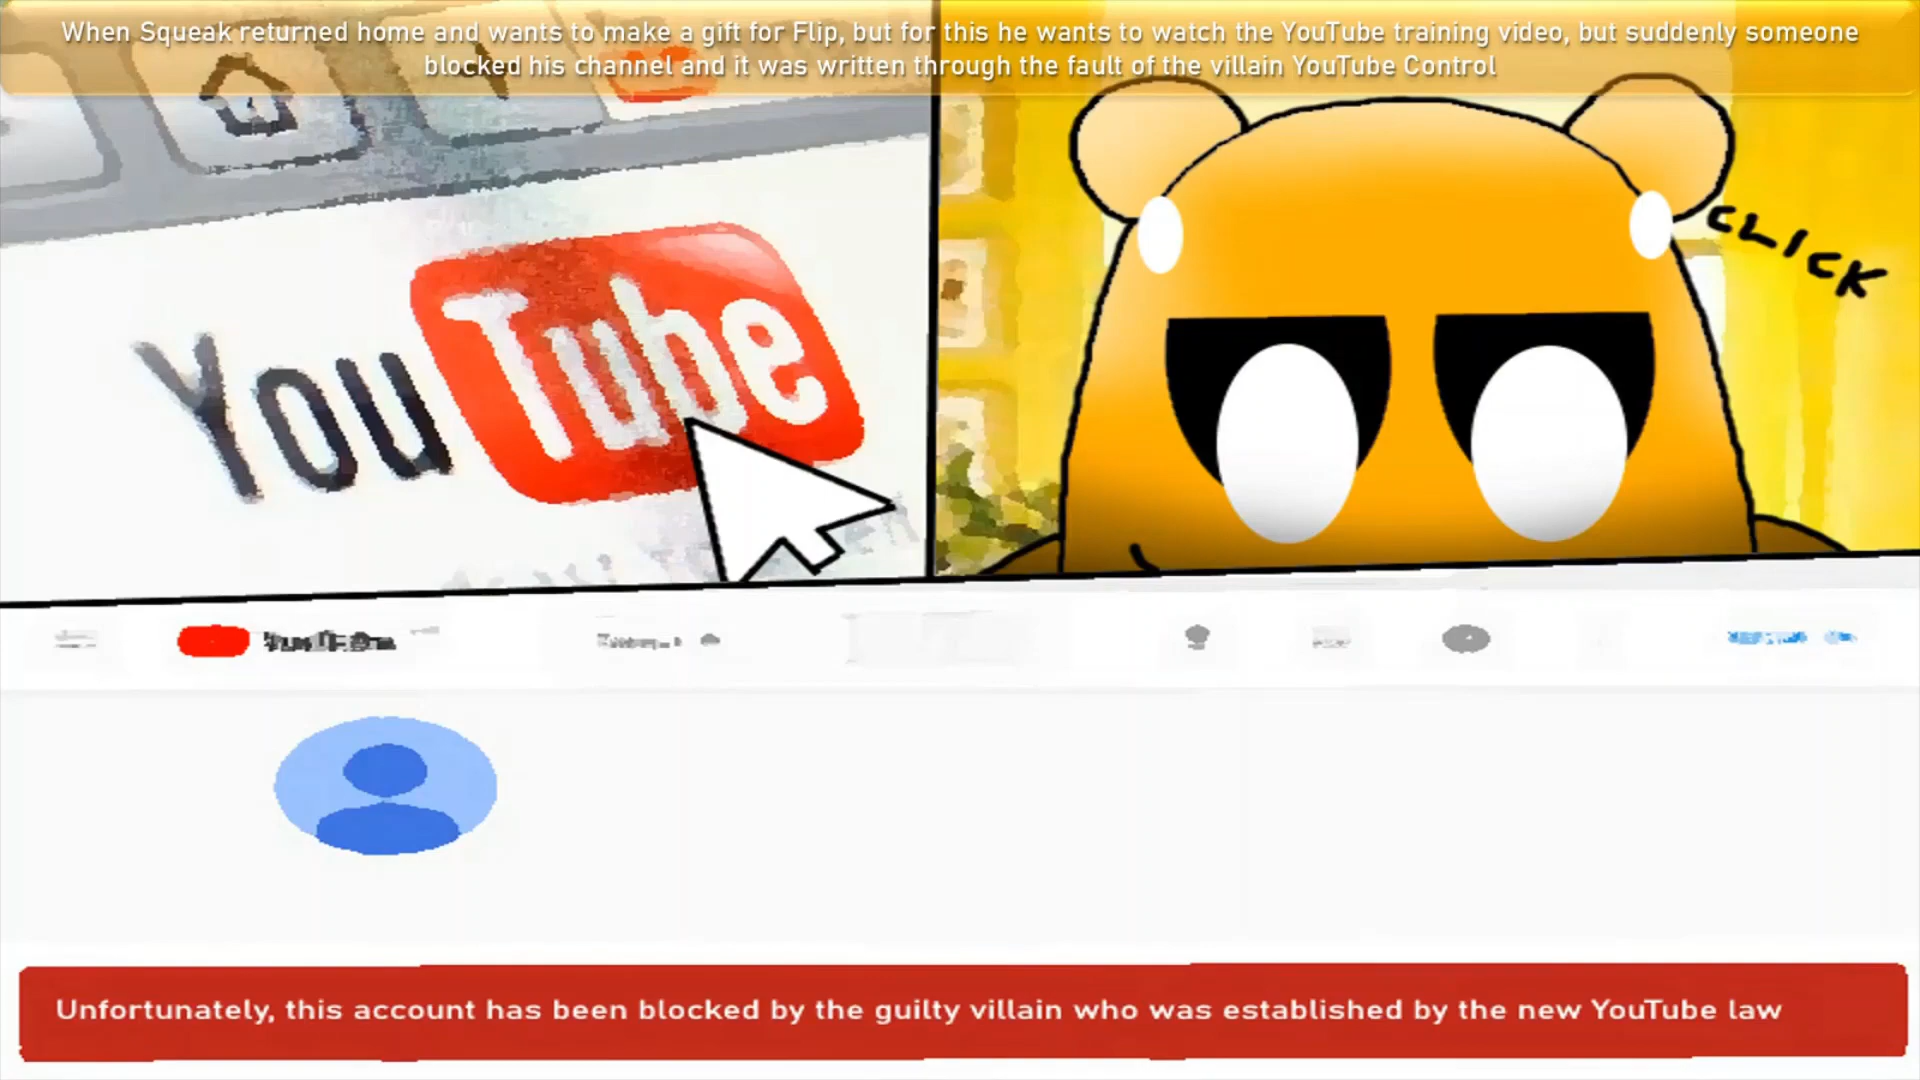 When Squeak returned home and wants to make a gift for Flip, but for this he wants to watch the YouTube training video, but suddenly someone
blocked his channel and it was written through the fault of the villain YouTube Control
YouTube
CLICK
Unfortunately, this account has been blocked by the guilty villain who was established by the new YouTube law